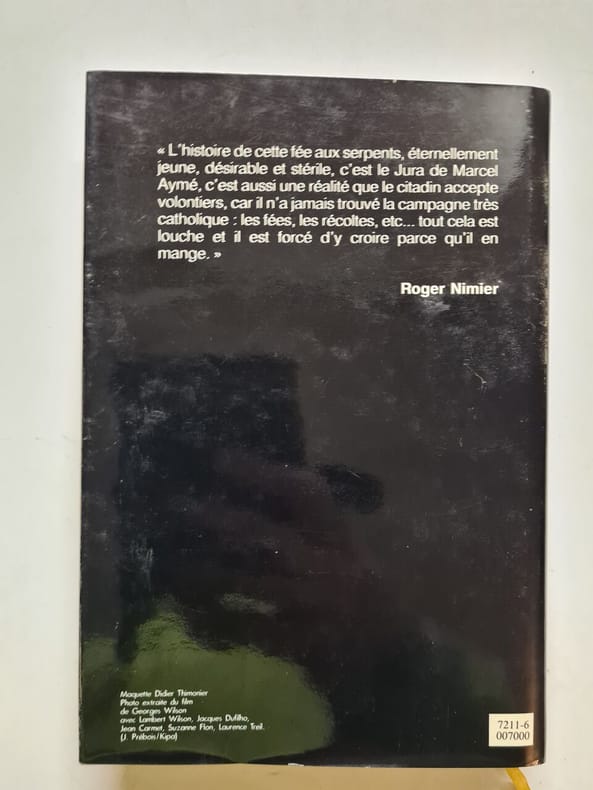 « L'histoire de cette fée aux serpents, éternellement
jeune, désirable et stérile, c'est le Jura de Marcel
Aymé, c'est aussi une réalité que le citadin accepte
volontiers, car il n'a jamais trouvé la campagne très
catholique : les fées, les récoltes, etc... tout cela est
louche et il est forcé d'y croire parce qu'il en
mange. »
Roger Nimier
Maquette Didier Thimonier
Photo extraite du film
de Georges Wilson
avec Lambert Wilson, Jacques Dufilho,
Jean Carmet, Suzanne Flon, Laurence Treil.
(J. Prébois/Kipa)
7211-6
007000